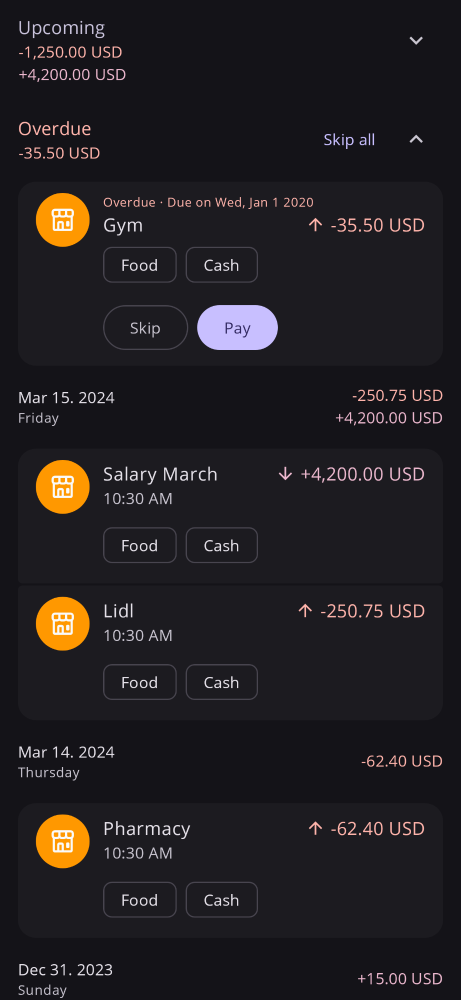 Upcoming
-1,250.00 USD
+4,200.00 USD
Overdue
-35.50 USD
Skip all
Overdue · Due on Wed, Jan 1 2020
Gym
-35.50 USD
Food
Cash
Skip
Pay
Mar 15. 2024
Friday
-250.75 USD
+4,200.00 USD
Salary March
+4,200.00 USD
10:30 AM
Food
Cash
Lidl
-250.75 USD
10:30 AM
Food
Cash
Mar 14. 2024
Thursday
-62.40 USD
Pharmacy
-62.40 USD
10:30 AM
Food
Cash
Dec 31. 2023
Sunday
+15.00 USD